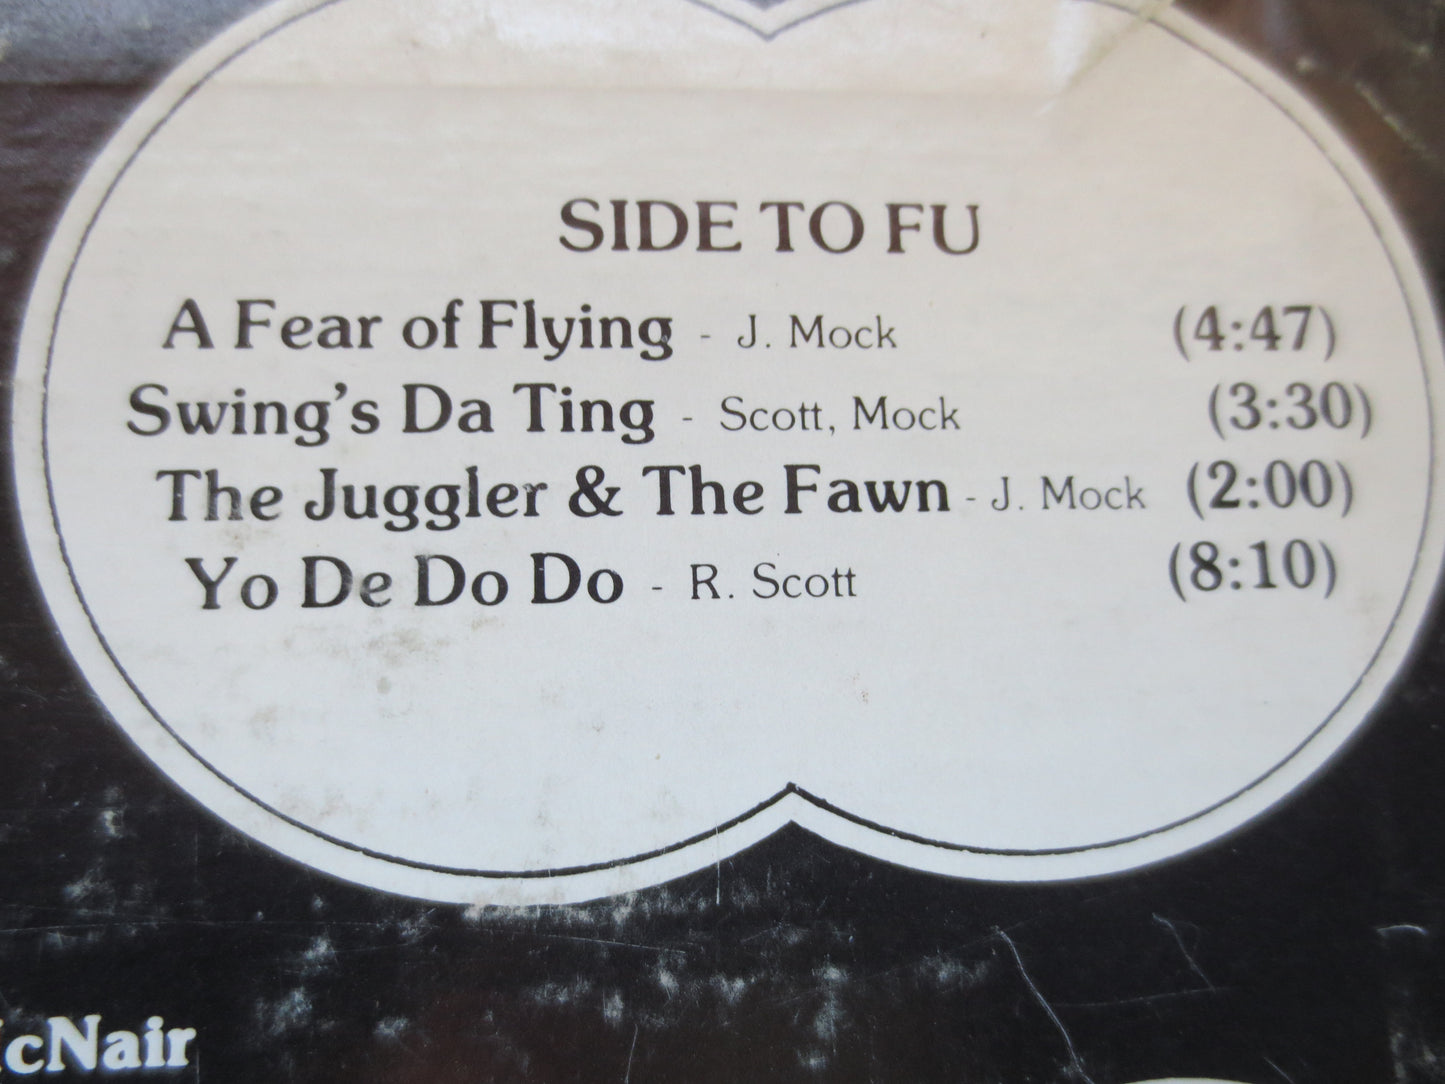 SIDE TO FU
A Fear of Flying - J. Mock (4:47)
Swing's Da Ting - Scott, Mock (3:30)
The Juggler & The Fawn - J. Mock (2:00)
Yo De Do Do - R. Scott (8:10)
cNair